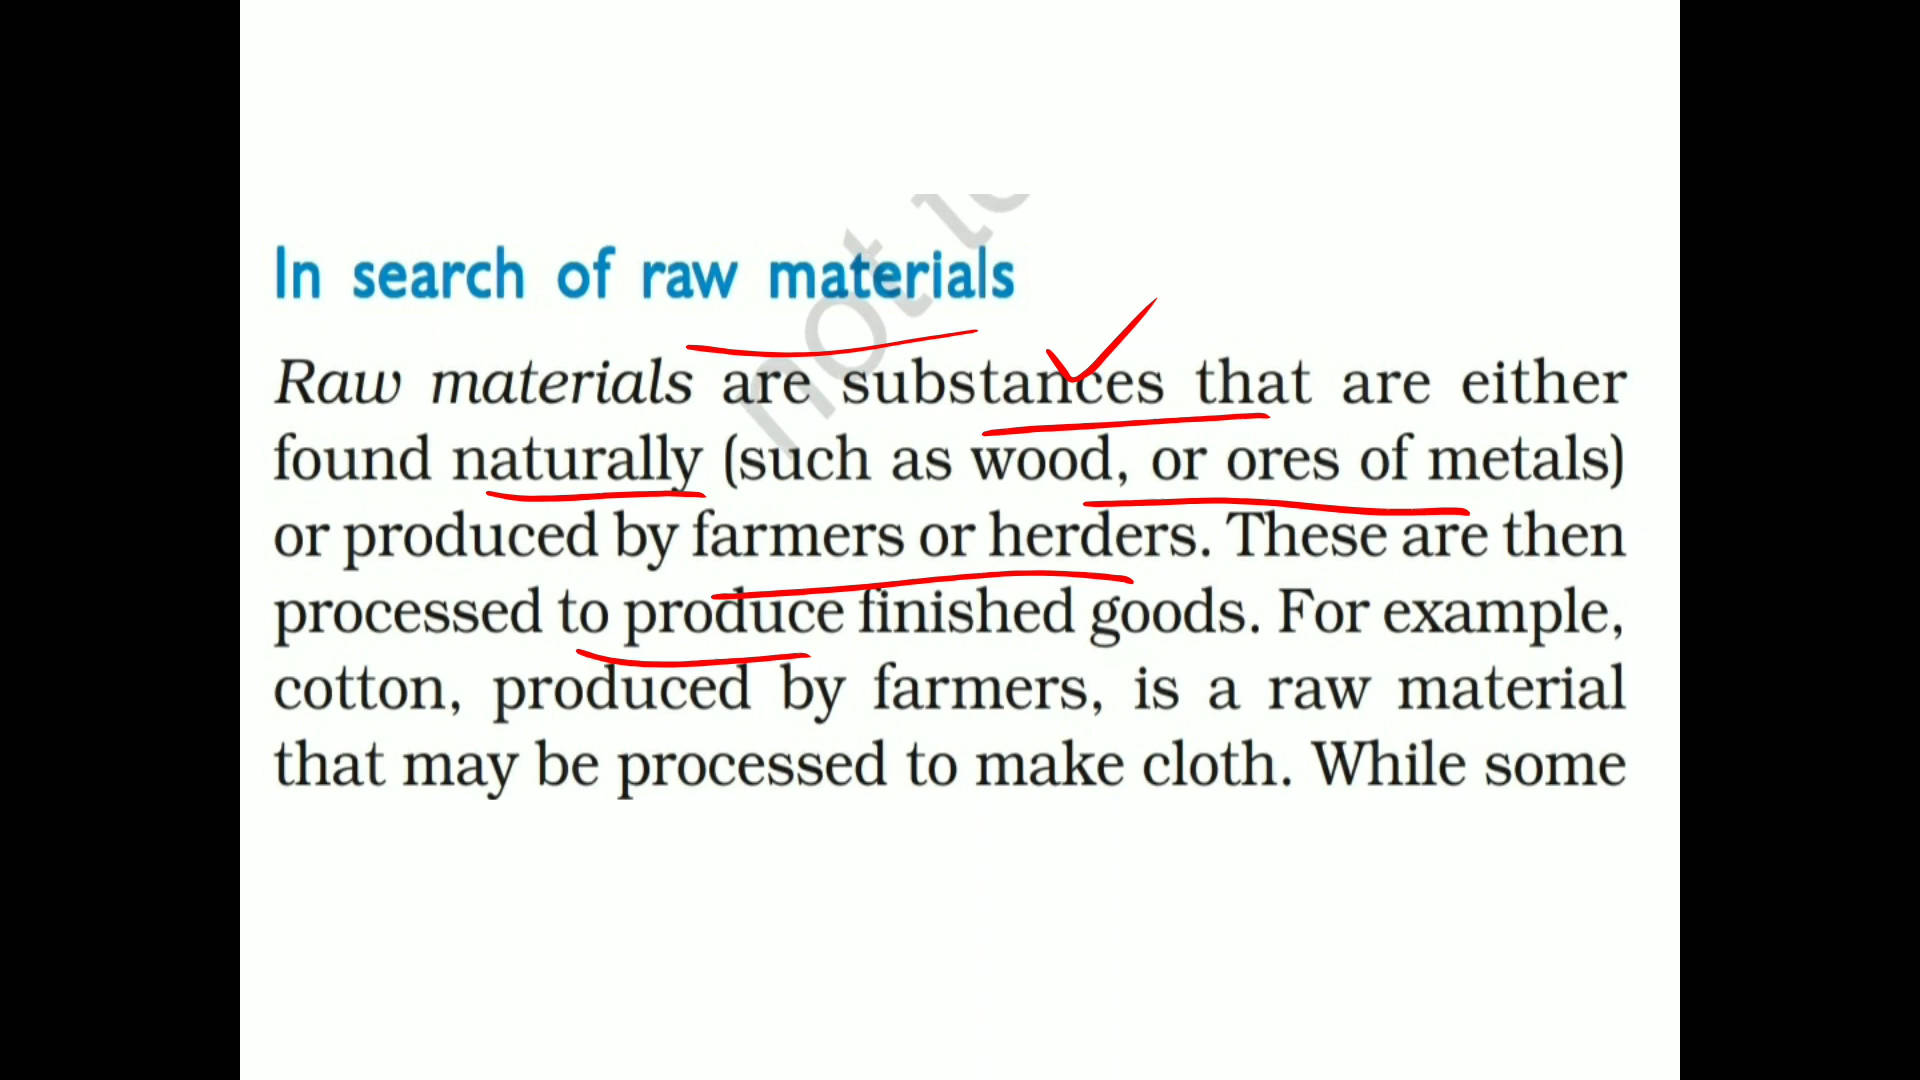 In search of raw materials
Raw materials are substances that are either
found naturally (such as wood, or ores of metals)
or produced by farmers or herders. These are then
processed to produce finished goods. For example,
cotton, produced by farmers, is a raw material
that may be processed to make cloth. While some
not